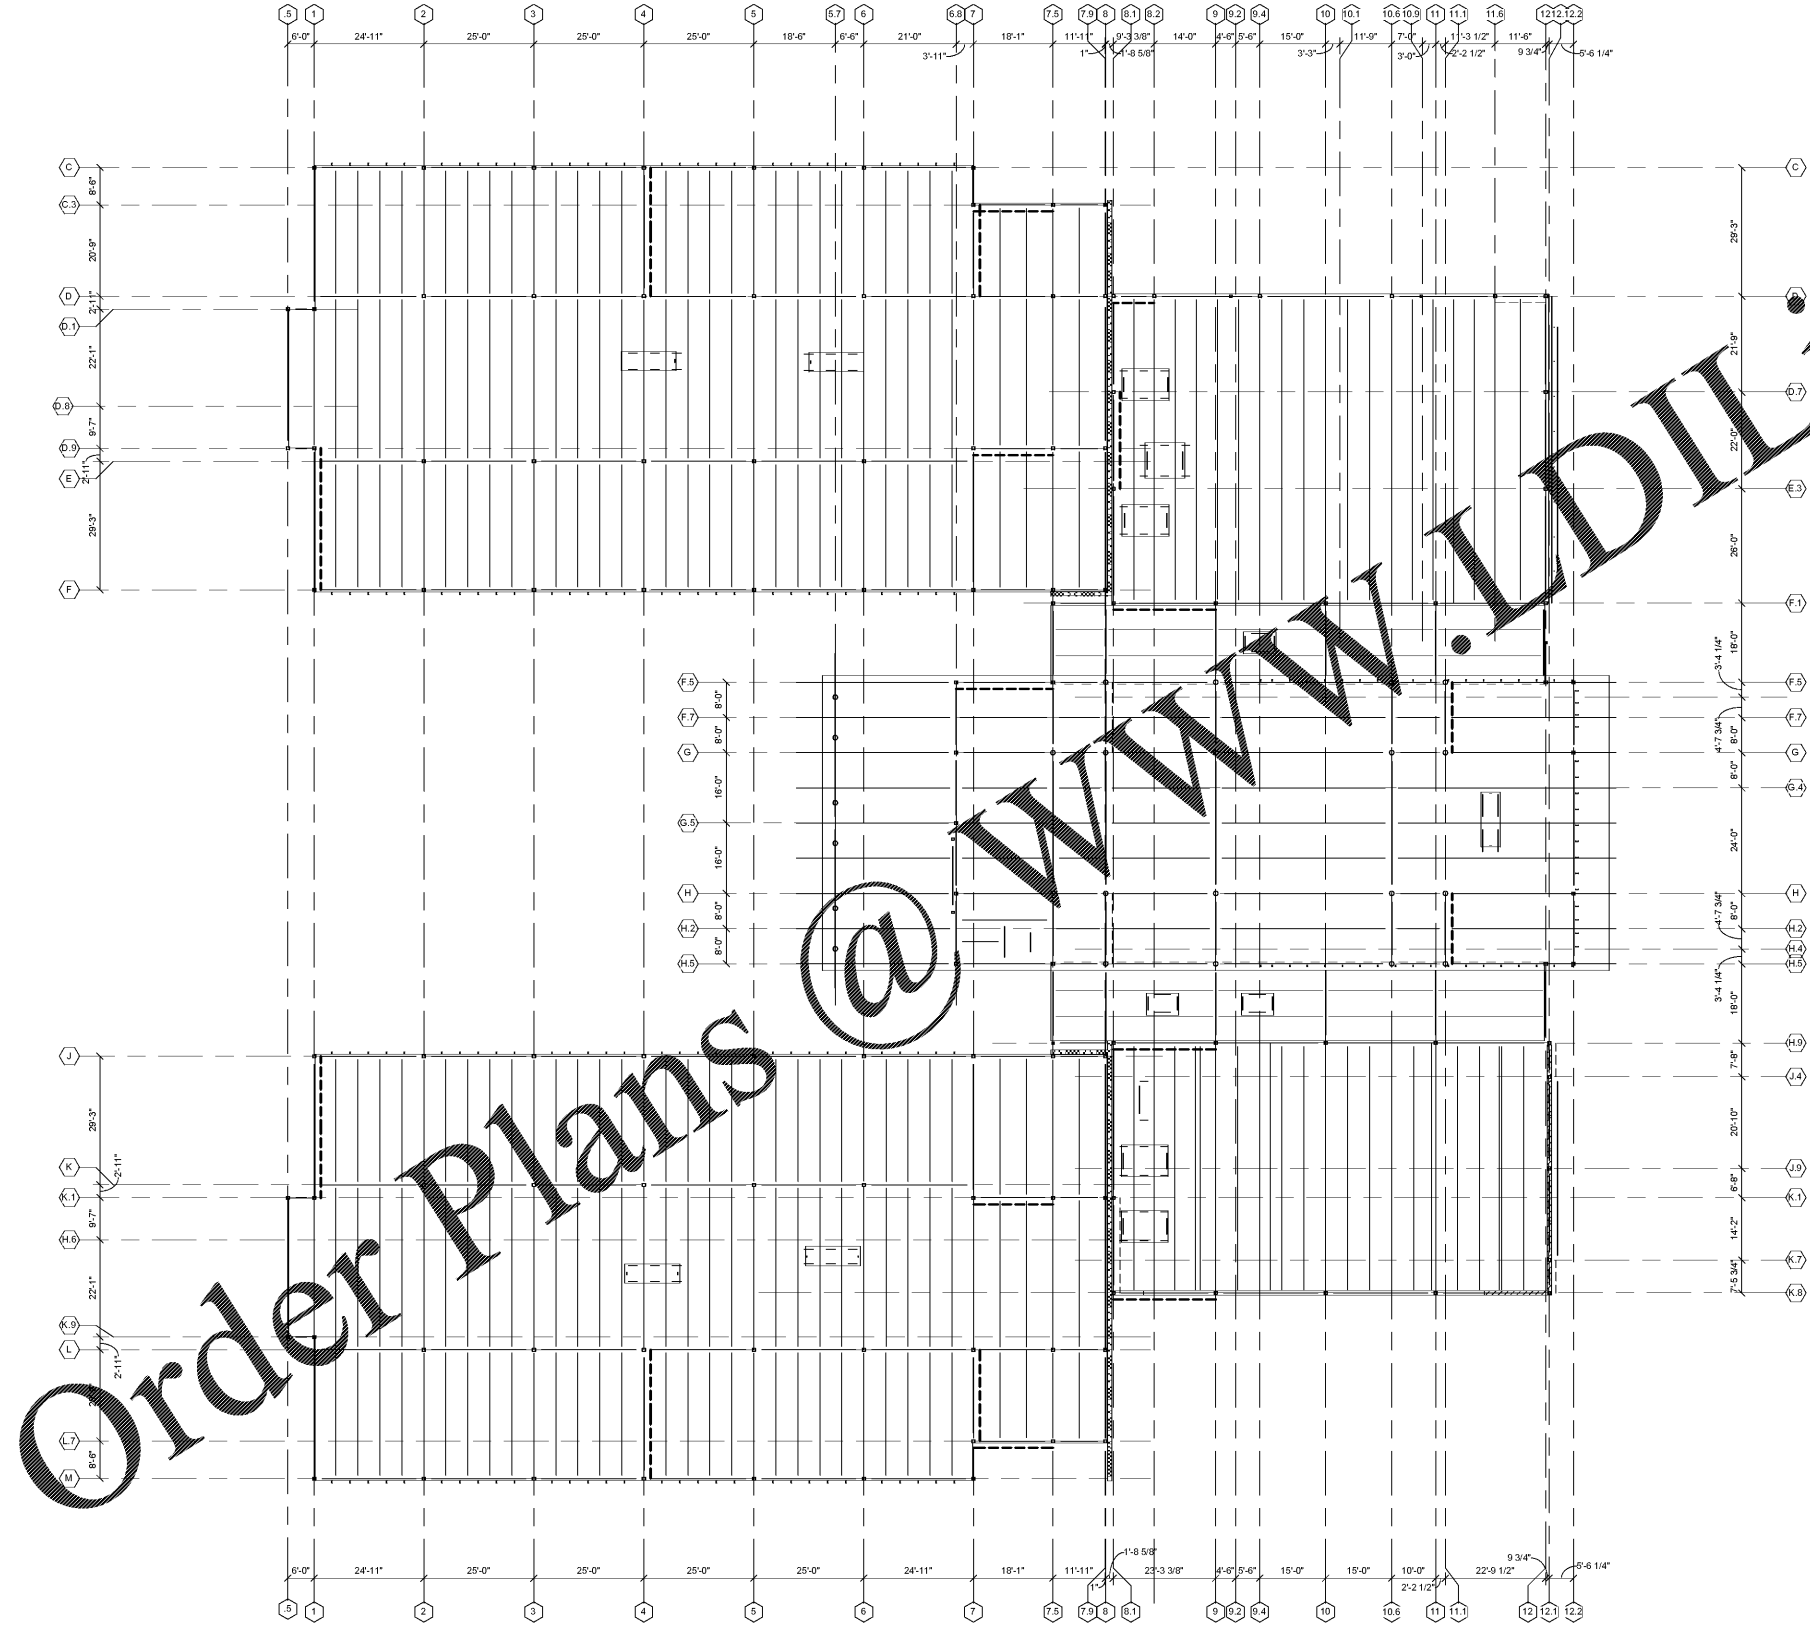 .5 1 2 3 4 5 5.7 6 6.8 7 7.5 7.9 8 8.1 8.2 9 9.2 9.4 10 10.1 10.6 10.9 11 11.1 11.6 12 12.1 12.2
6'-0" 24'-11" 25'-0" 25'-0" 25'-0" 18'-6" 6'-6" 21'-0" 18'-1" 11'-11" 9'-3 3/8" 14'-0" 4'-6" 5'-6" 15'-0" 11'-9" 7'-0" 11'-3 1/2" 11'-6"
3'-11" 1" 1'-8 5/8" 3'-3" 3'-0" 2'-2 1/2" 9 3/4" 5'-6 1/4"
C
8'-6"
C.3
20'-9"
D
2'-11"
D.1
22'-1"
D.8
9'-7"
D.9
2'-11"
E
29'-3"
F
F.5
8'-0"
F.7
8'-0"
G
16'-0"
G.5
16'-0"
H
8'-0"
H.2
8'-0"
H.5
J
29'-3"
K
2'-11"
K.1
9'-7"
H.6
22'-1"
K.9
L
2'-11"
L.7
8'-6"
M
C
29'-3"
21'-9"
D.7
22'-0"
E.3
26'-0"
F.1
18'-0"
3'-4 1/4"
F.5
F.7
4'-7 3/4"
8'-0"
G
8'-0"
G.4
24'-0"
H
4'-7 3/4"
8'-0"
H.2
H.4
H.5
3'-4 1/4"
18'-0"
H.9
7'-8"
J.4
20'-10"
J.9
6'-8"
K.1
14'-2"
K.7
7'-5 3/4"
K.8
Order Plans @ www.LDIL
1'-8 5/8" 9 3/4" 5'-6 1/4"
6'-0" 24'-11" 25'-0" 25'-0" 25'-0" 25'-0" 24'-11" 18'-1" 11'-11" 23'-3 3/8" 4'-6" 5'-6" 15'-0" 15'-0" 10'-0" 22'-9 1/2"
1" 2'-2 1/2"
.5 1 2 3 4 5 6 7 7.5 7.9 8 8.1 9 9.2 9.4 10 10.6 11 11.1 12 12.1 12.2